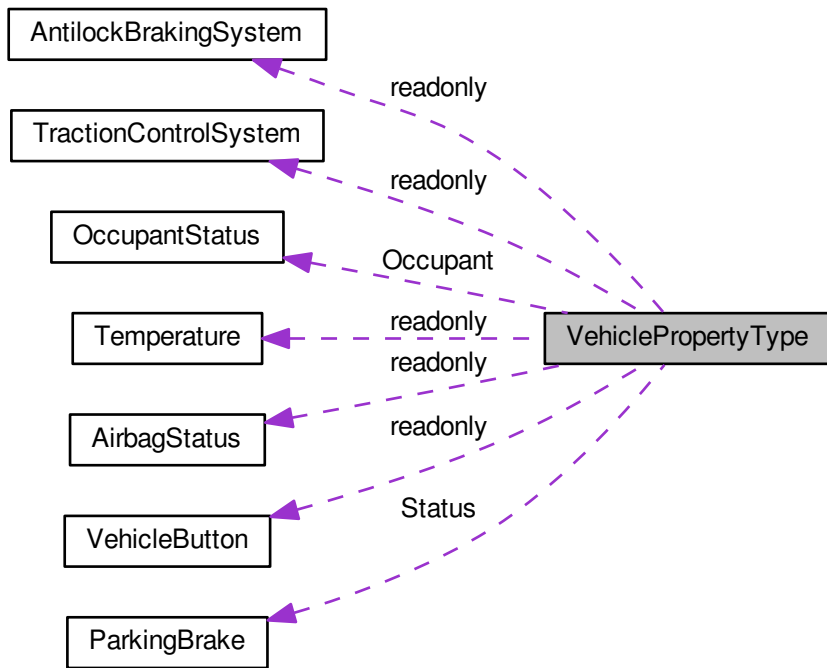 AntilockBrakingSystem
readonly
TractionControlSystem
readonly
OccupantStatus
Occupant
Temperature
readonly
VehiclePropertyType
readonly
AirbagStatus
readonly
VehicleButton
Status
ParkingBrake